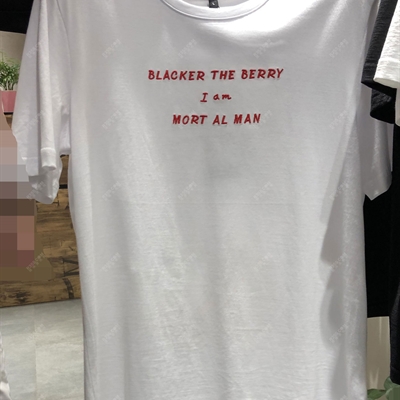 BLACKER THE BERRY
I am
MORT AL MAN